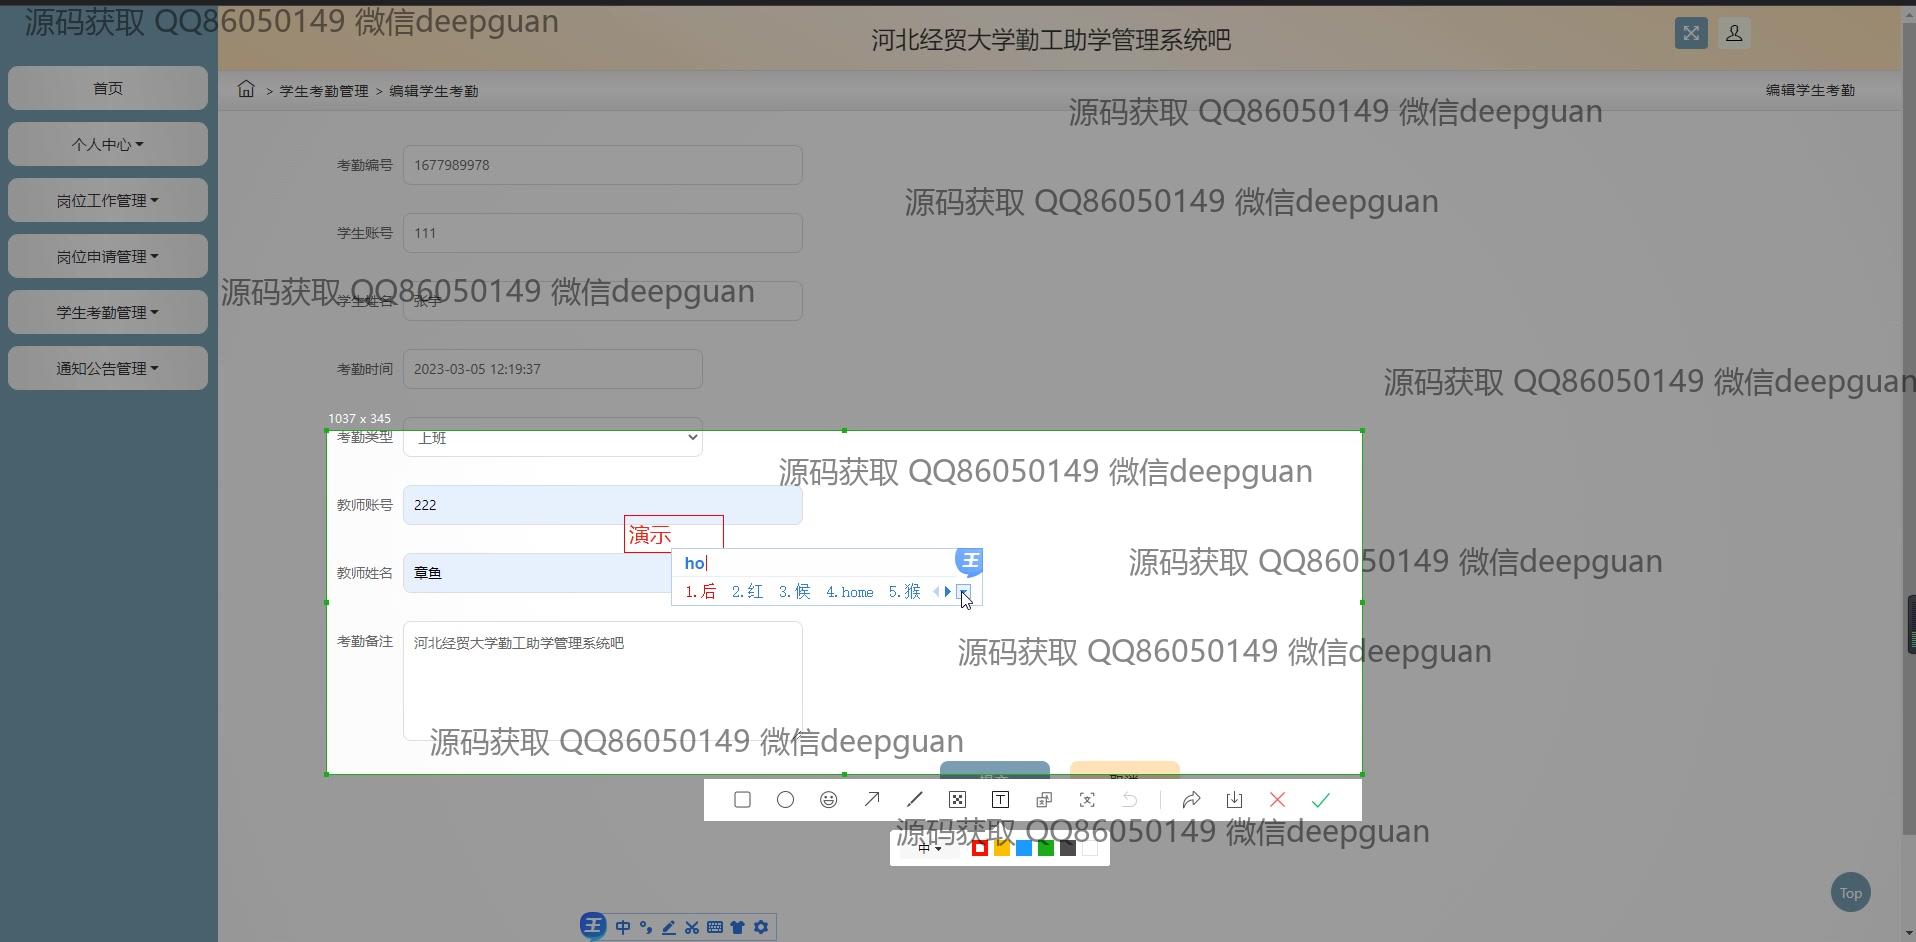 源码获取 QQ86050149 微信deepguan
河北经贸大学勤工助学管理系统吧
首页
个人中心
岗位工作管理
岗位申请管理
学生考勤管理
通知公告管理
> 学生考勤管理 > 编辑学生考勤
编辑学生考勤
源码获取 QQ86050149 微信deepguan
考勤编号 1677989978
源码获取 QQ86050149 微信deepguan
学生账号 111
源码获取 QQ86050149 微信deepguan
学生姓名 张宇
考勤时间 2023-03-05 12:19:37
源码获取 QQ86050149 微信deepguan
1037 x 345
考勤类型 上班
源码获取 QQ86050149 微信deepguan
教师账号 222
演示
ho
王
1.后 2.红 3.候 4.home 5.猴
源码获取 QQ86050149 微信deepguan
教师姓名 章鱼
考勤备注 河北经贸大学勤工助学管理系统吧
源码获取 QQ86050149 微信deepguan
源码获取 QQ86050149 微信deepguan
提交 取消
T
源码获取 QQ86050149 微信deepguan
中
Top
王 中